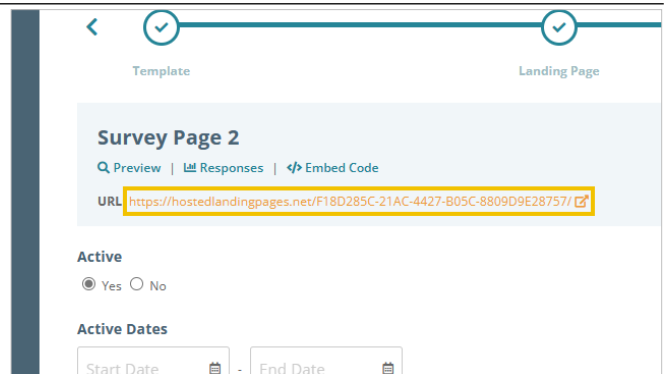 Template Landing Page
Survey Page 2
Preview | Responses | </> Embed Code
URL https://hostedlandingpages.net/F18D285C-21AC-4427-B05C-8809D9E28757/
Active
Yes No
Active Dates
Start Date - End Date